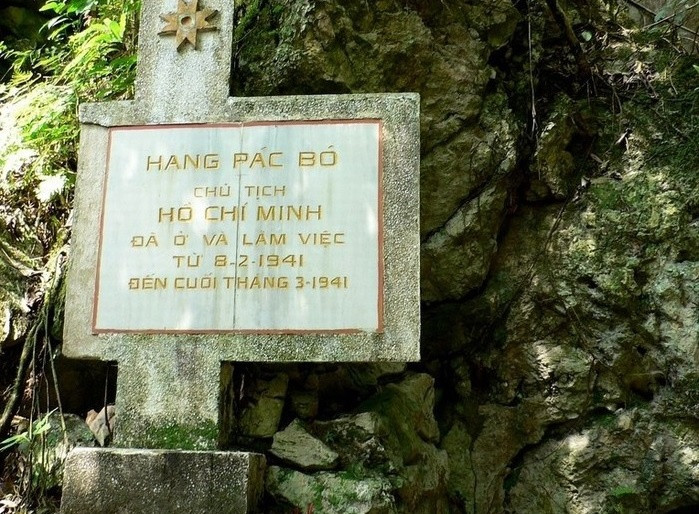 HANG PẮC BÓ
CHỦ TỊCH
HỒ CHÍ MINH
ĐÃ Ở VÀ LÀM VIỆC
TỪ 8-2-1941
ĐẾN CUỐI THÁNG 3-1941